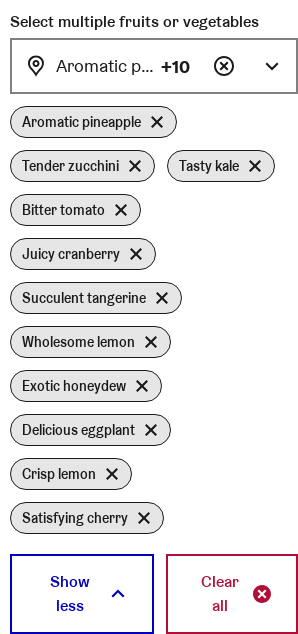 Select multiple fruits or vegetables
Aromatic p... +10
Aromatic pineapple
Tender zucchini Tasty kale
Bitter tomato
Juicy cranberry
Succulent tangerine
Wholesome lemon
Exotic honeydew
Delicious eggplant
Crisp lemon
Satisfying cherry
Show Clear
less all